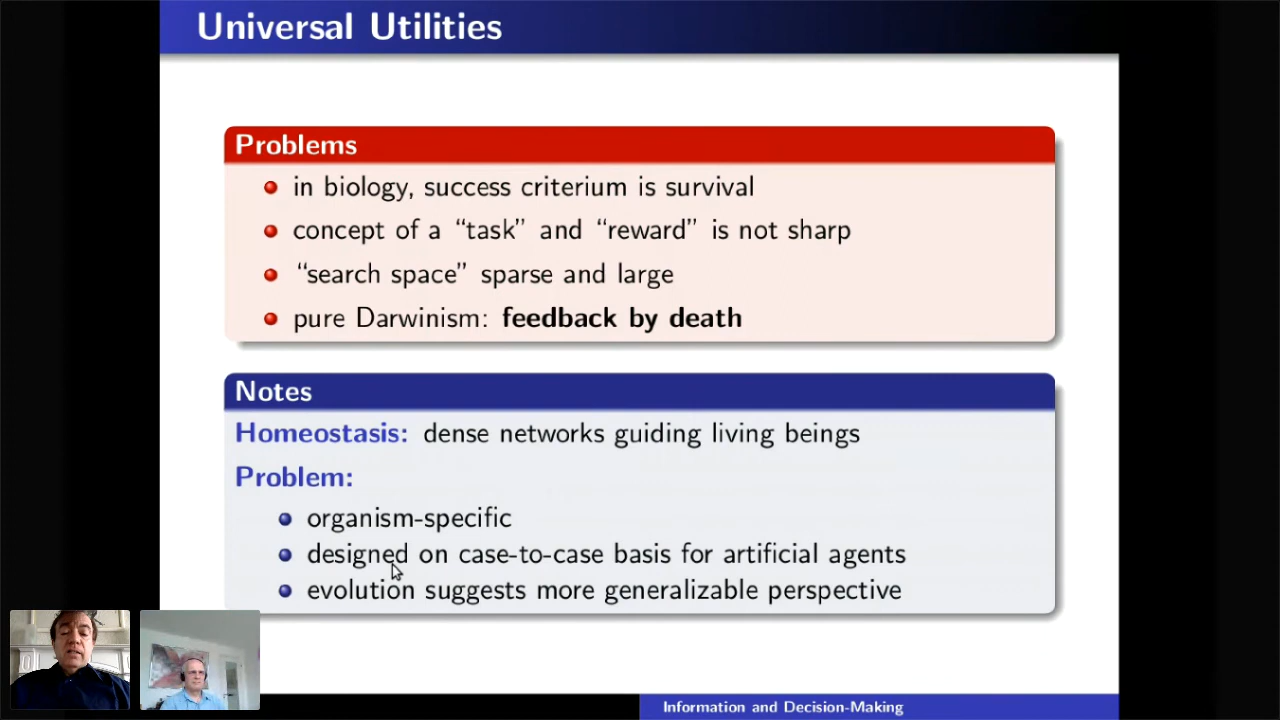 Universal Utilities
Problems
in biology, success criterium is survival
concept of a “task” and “reward” is not sharp
“search space” sparse and large
pure Darwinism: feedback by death
Notes
Homeostasis: dense networks guiding living beings
Problem:
organism-specific
designed on case-to-case basis for artificial agents
evolution suggests more generalizable perspective
Information and Decision-Making